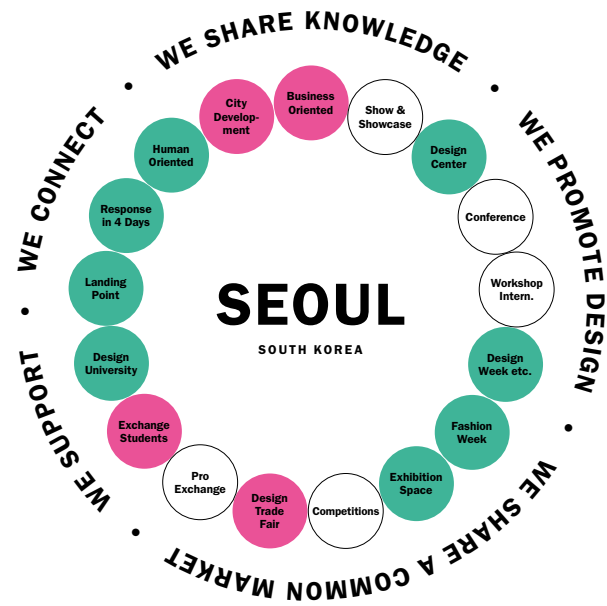 WE SHARE KNOWLEDGE
•
WE PROMOTE DESIGN
•
WE SHARE A COMMON MARKET
•
WE SUPPORT
•
WE CONNECT
•
Business
Oriented
Show &
Showcase
Design
Center
Conference
Workshop
Intern.
Design
Week etc.
Fashion
Week
Exhibition
Space
Competitions
Design
Trade
Fair
Pro
Exchange
Exchange
Students
Design
University
Landing
Point
Response
in 4 Days
Human
Oriented
City
Develop-
ment
SEOUL
SOUTH KOREA